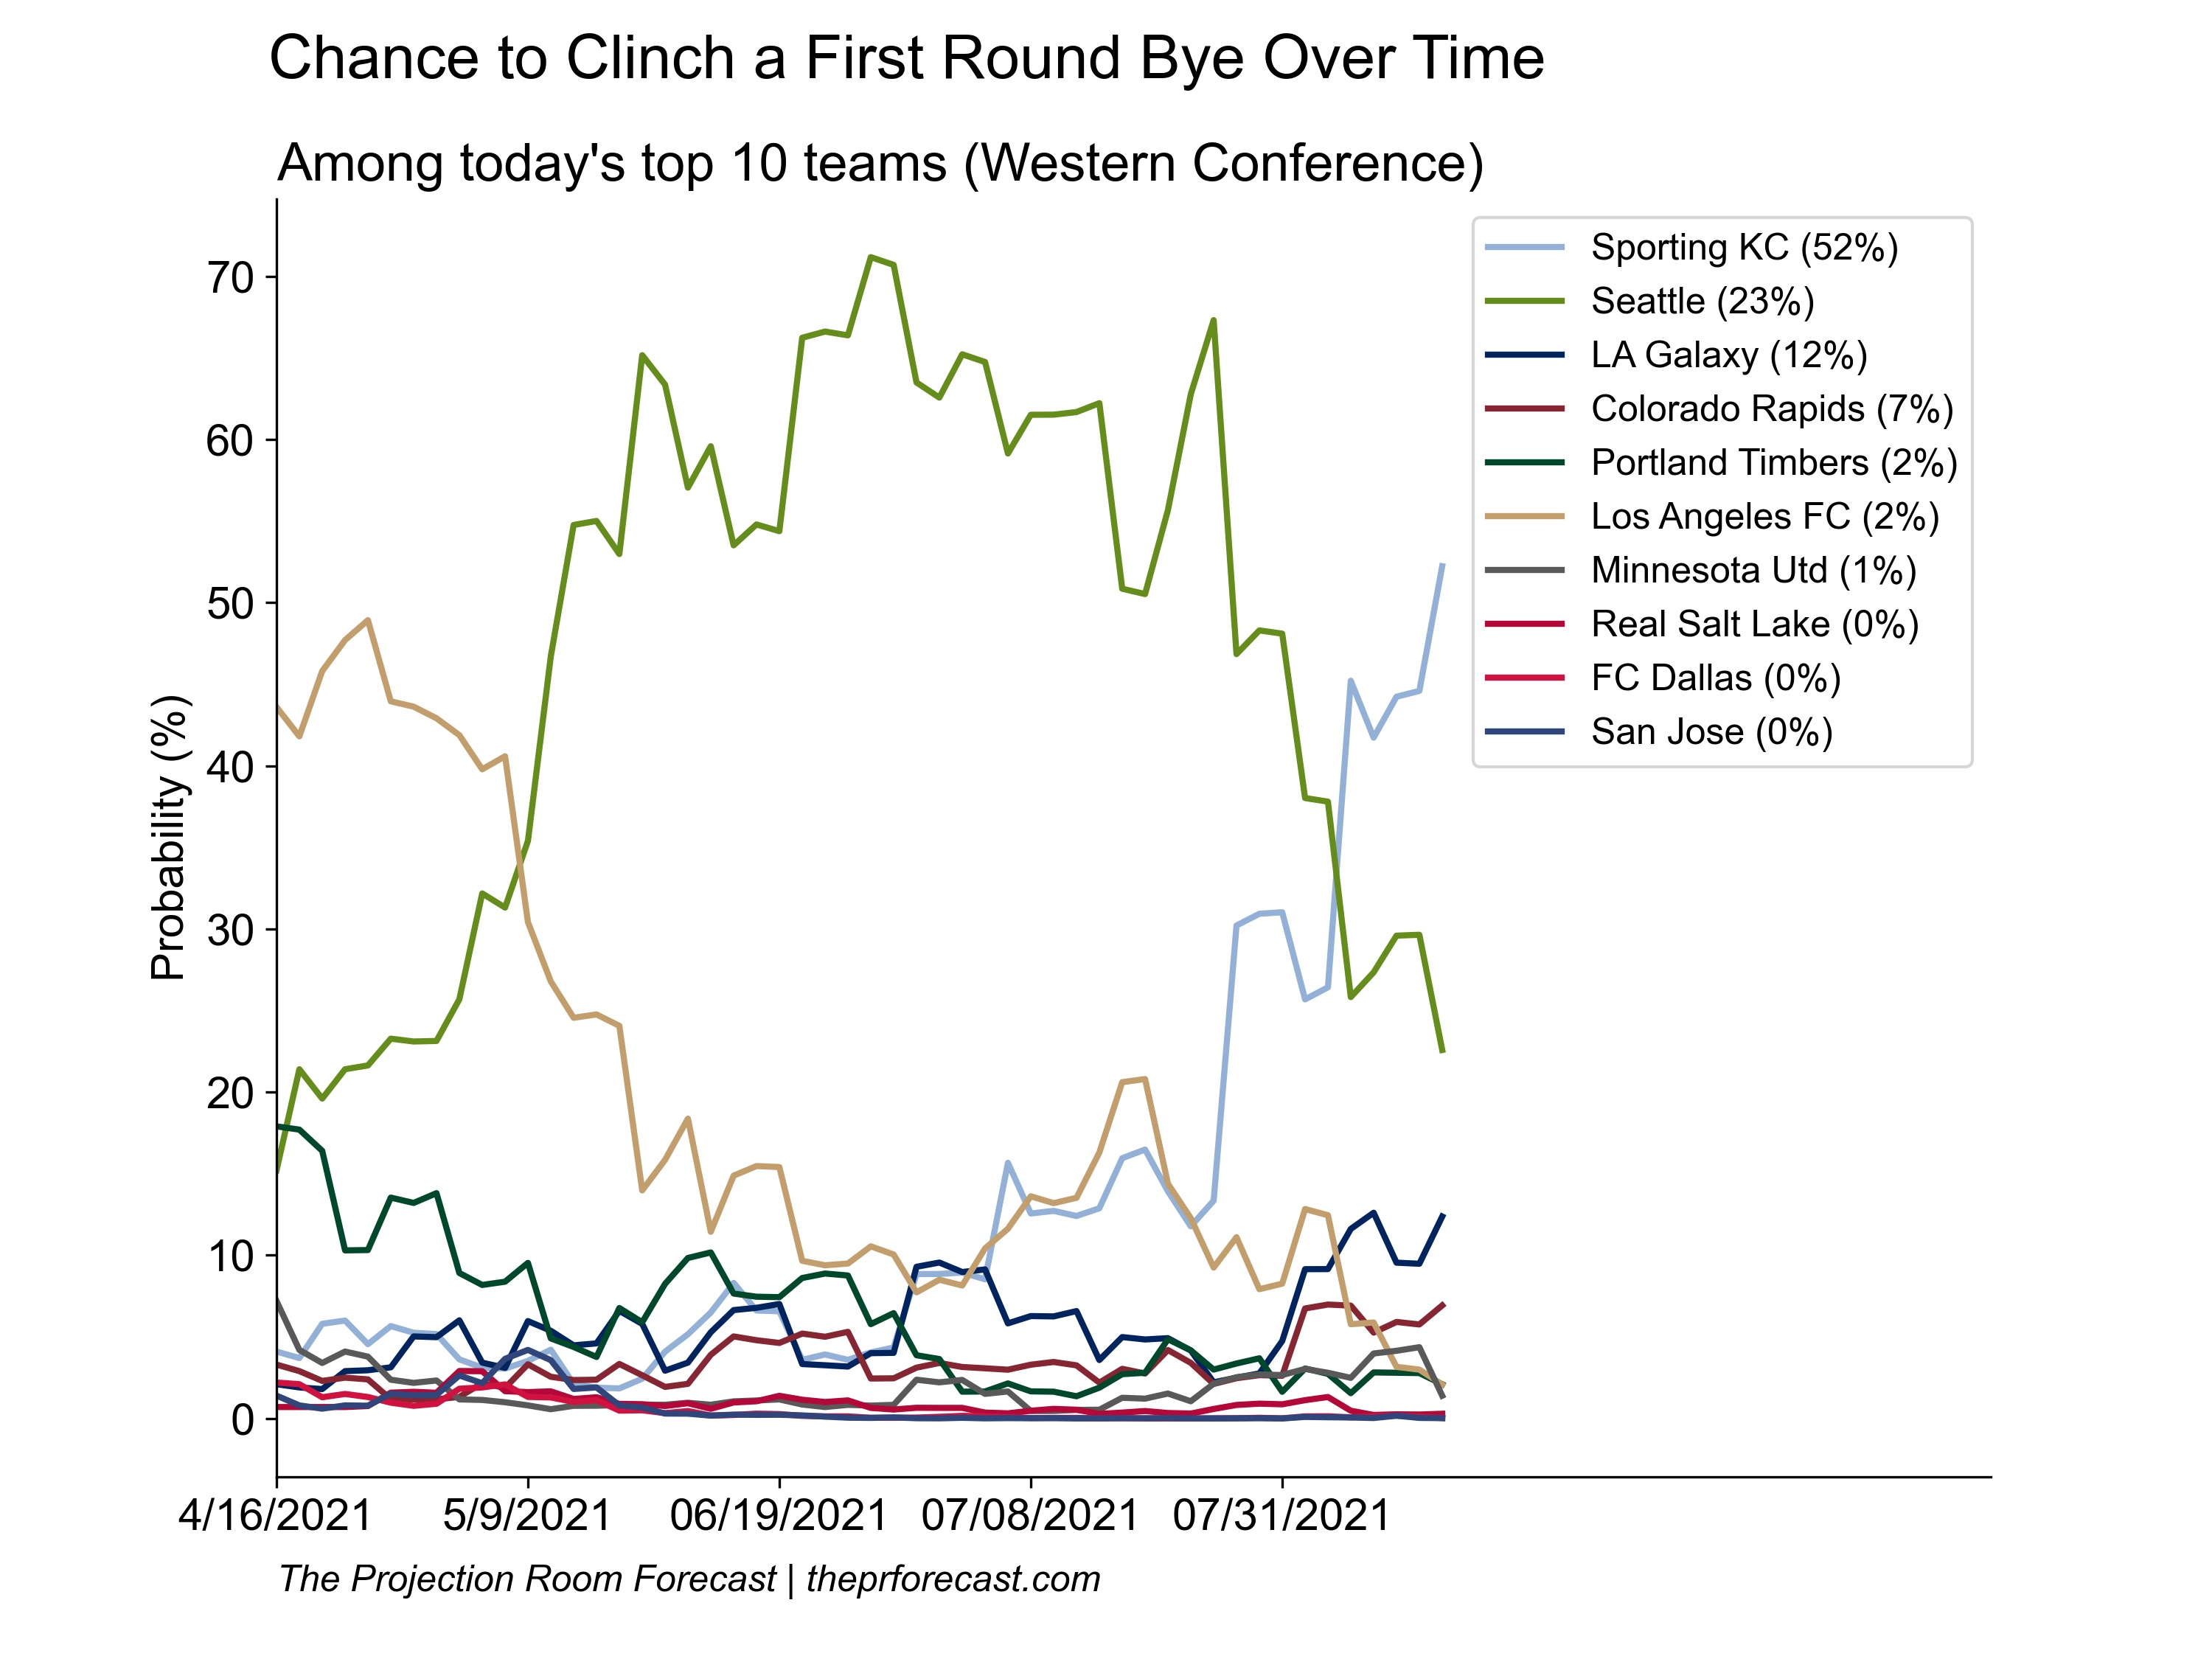 Chance to Clinch a First Round Bye Over Time
Among today's top 10 teams (Western Conference)
Sporting KC (52%)
Seattle (23%)
LA Galaxy (12%)
Colorado Rapids (7%)
Portland Timbers (2%)
Los Angeles FC (2%)
Minnesota Utd (1%)
Real Salt Lake (0%)
FC Dallas (0%)
San Jose (0%)
Probability (%)
70
60
50
40
30
20
10
0
4/16/2021 5/9/2021 06/19/2021 07/08/2021 07/31/2021
The Projection Room Forecast | theprforecast.com